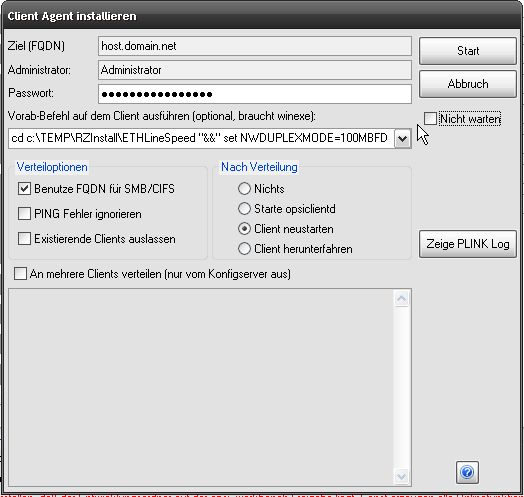 Client Agent installieren
Ziel (FQDN)
host.domain.net
Start
Administrator:
Administrator
Abbruch
Passwort:
Vorab-Befehl auf dem Client ausführen (optional, braucht winexe):
Nicht warten
cd c:\TEMP\RZInstall\ETHLineSpeed "&&" set NWDUPLEXMODE=100MBFD
Verteiloptionen
Benutze FQDN für SMB/CIFS
PING Fehler ignorieren
Existierende Clients auslassen
Nach Verteilung
Nichts
Starte opsiclientd
Client neustarten
Client herunterfahren
Zeige PLINK Log
An mehrere Clients verteilen (nur vom Konfigserver aus)